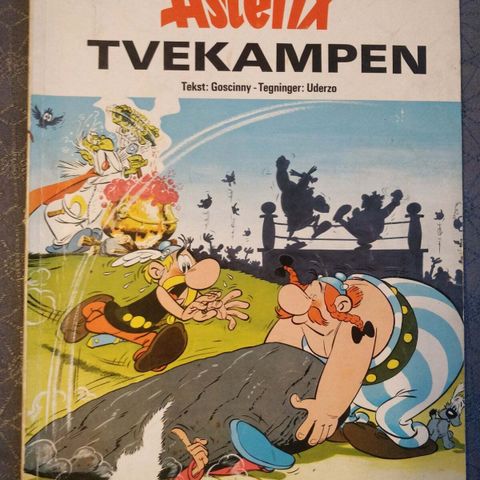 Asterix
TVEKAMPEN
Tekst: Goscinny - Tegninger: Uderzo